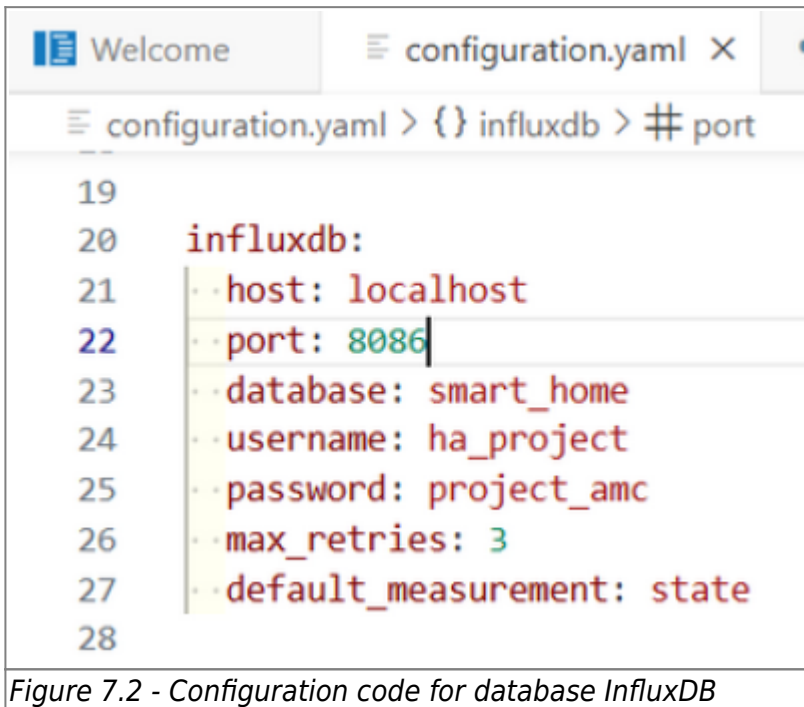 Welcome configuration.yaml ×
configuration.yaml > {} influxdb > # port
19
20 influxdb:
21 host: localhost
22 port: 8086
23 database: smart_home
24 username: ha_project
25 password: project_amc
26 max_retries: 3
27 default_measurement: state
28
Figure 7.2 - Configuration code for database InfluxDB